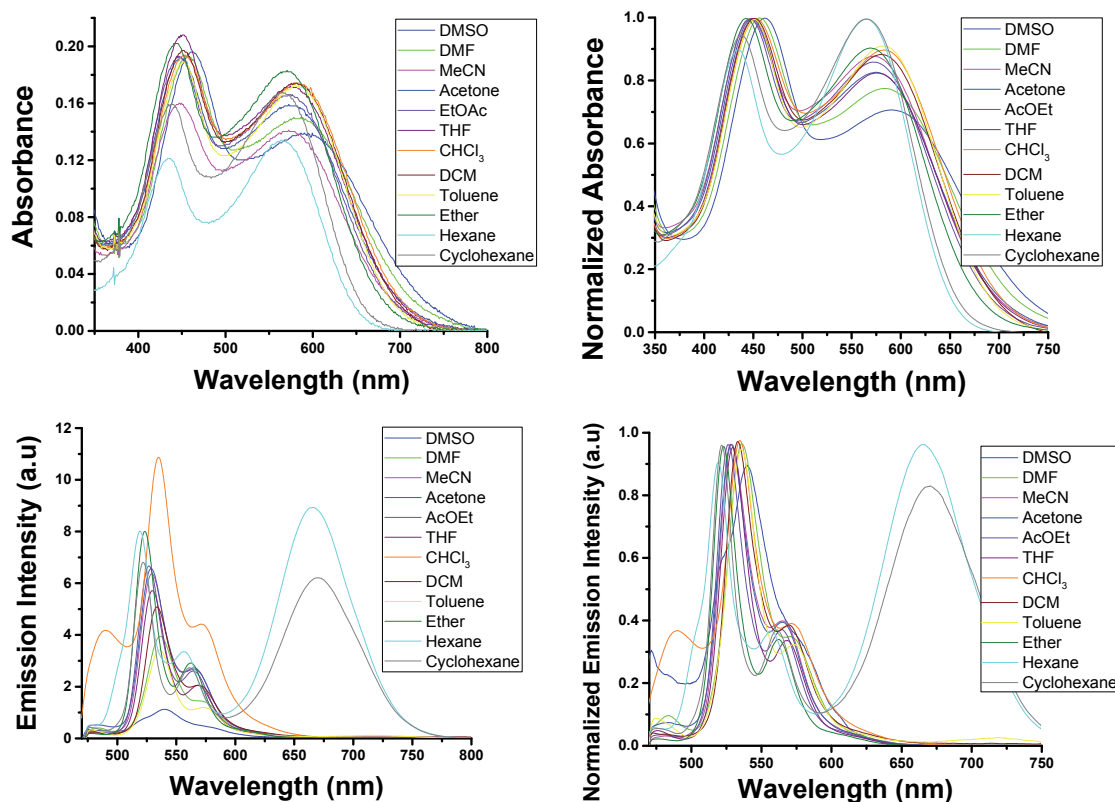 Absorbance
0.20
0.16
0.12
0.08
0.04
0.00
400
500
600
700
800
Wavelength (nm)
DMSO
DMF
MeCN
Acetone
EtOAc
THF
CHCl₃
DCM
Toluene
Ether
Hexane
Cyclohexane
Normalized Absorbance
1.0
0.8
0.6
0.4
0.2
0.0
350
400
450
500
550
600
650
700
750
Wavelength (nm)
DMSO
DMF
MeCN
Acetone
AcOEt
THF
CHCl₃
DCM
Toluene
Ether
Hexane
Cyclohexane
Emission Intensity (a.u)
12
10
8
6
4
2
0
500
550
600
650
700
750
800
Wavelength (nm)
DMSO
DMF
MeCN
Acetone
AcOEt
THF
CHCl₃
DCM
Toluene
Ether
Hexane
Cyclohexane
Normalized Emission Intensity (a.u)
1.0
0.8
0.6
0.4
0.2
0.0
500
550
600
650
700
750
Wavelength (nm)
DMSO
DMF
MeCN
Acetone
AcOEt
THF
CHCl₃
DCM
Toluene
Ether
Hexane
Cyclohexane